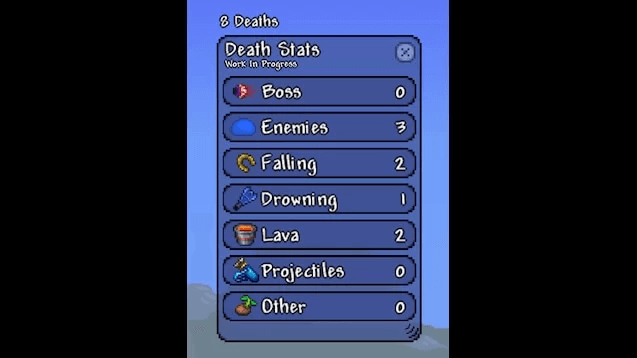 8 Deaths
Death Stats
Work In Progress
Boss 0
Enemies 3
Falling 2
Drowning 1
Lava 2
Projectiles 0
Other 0